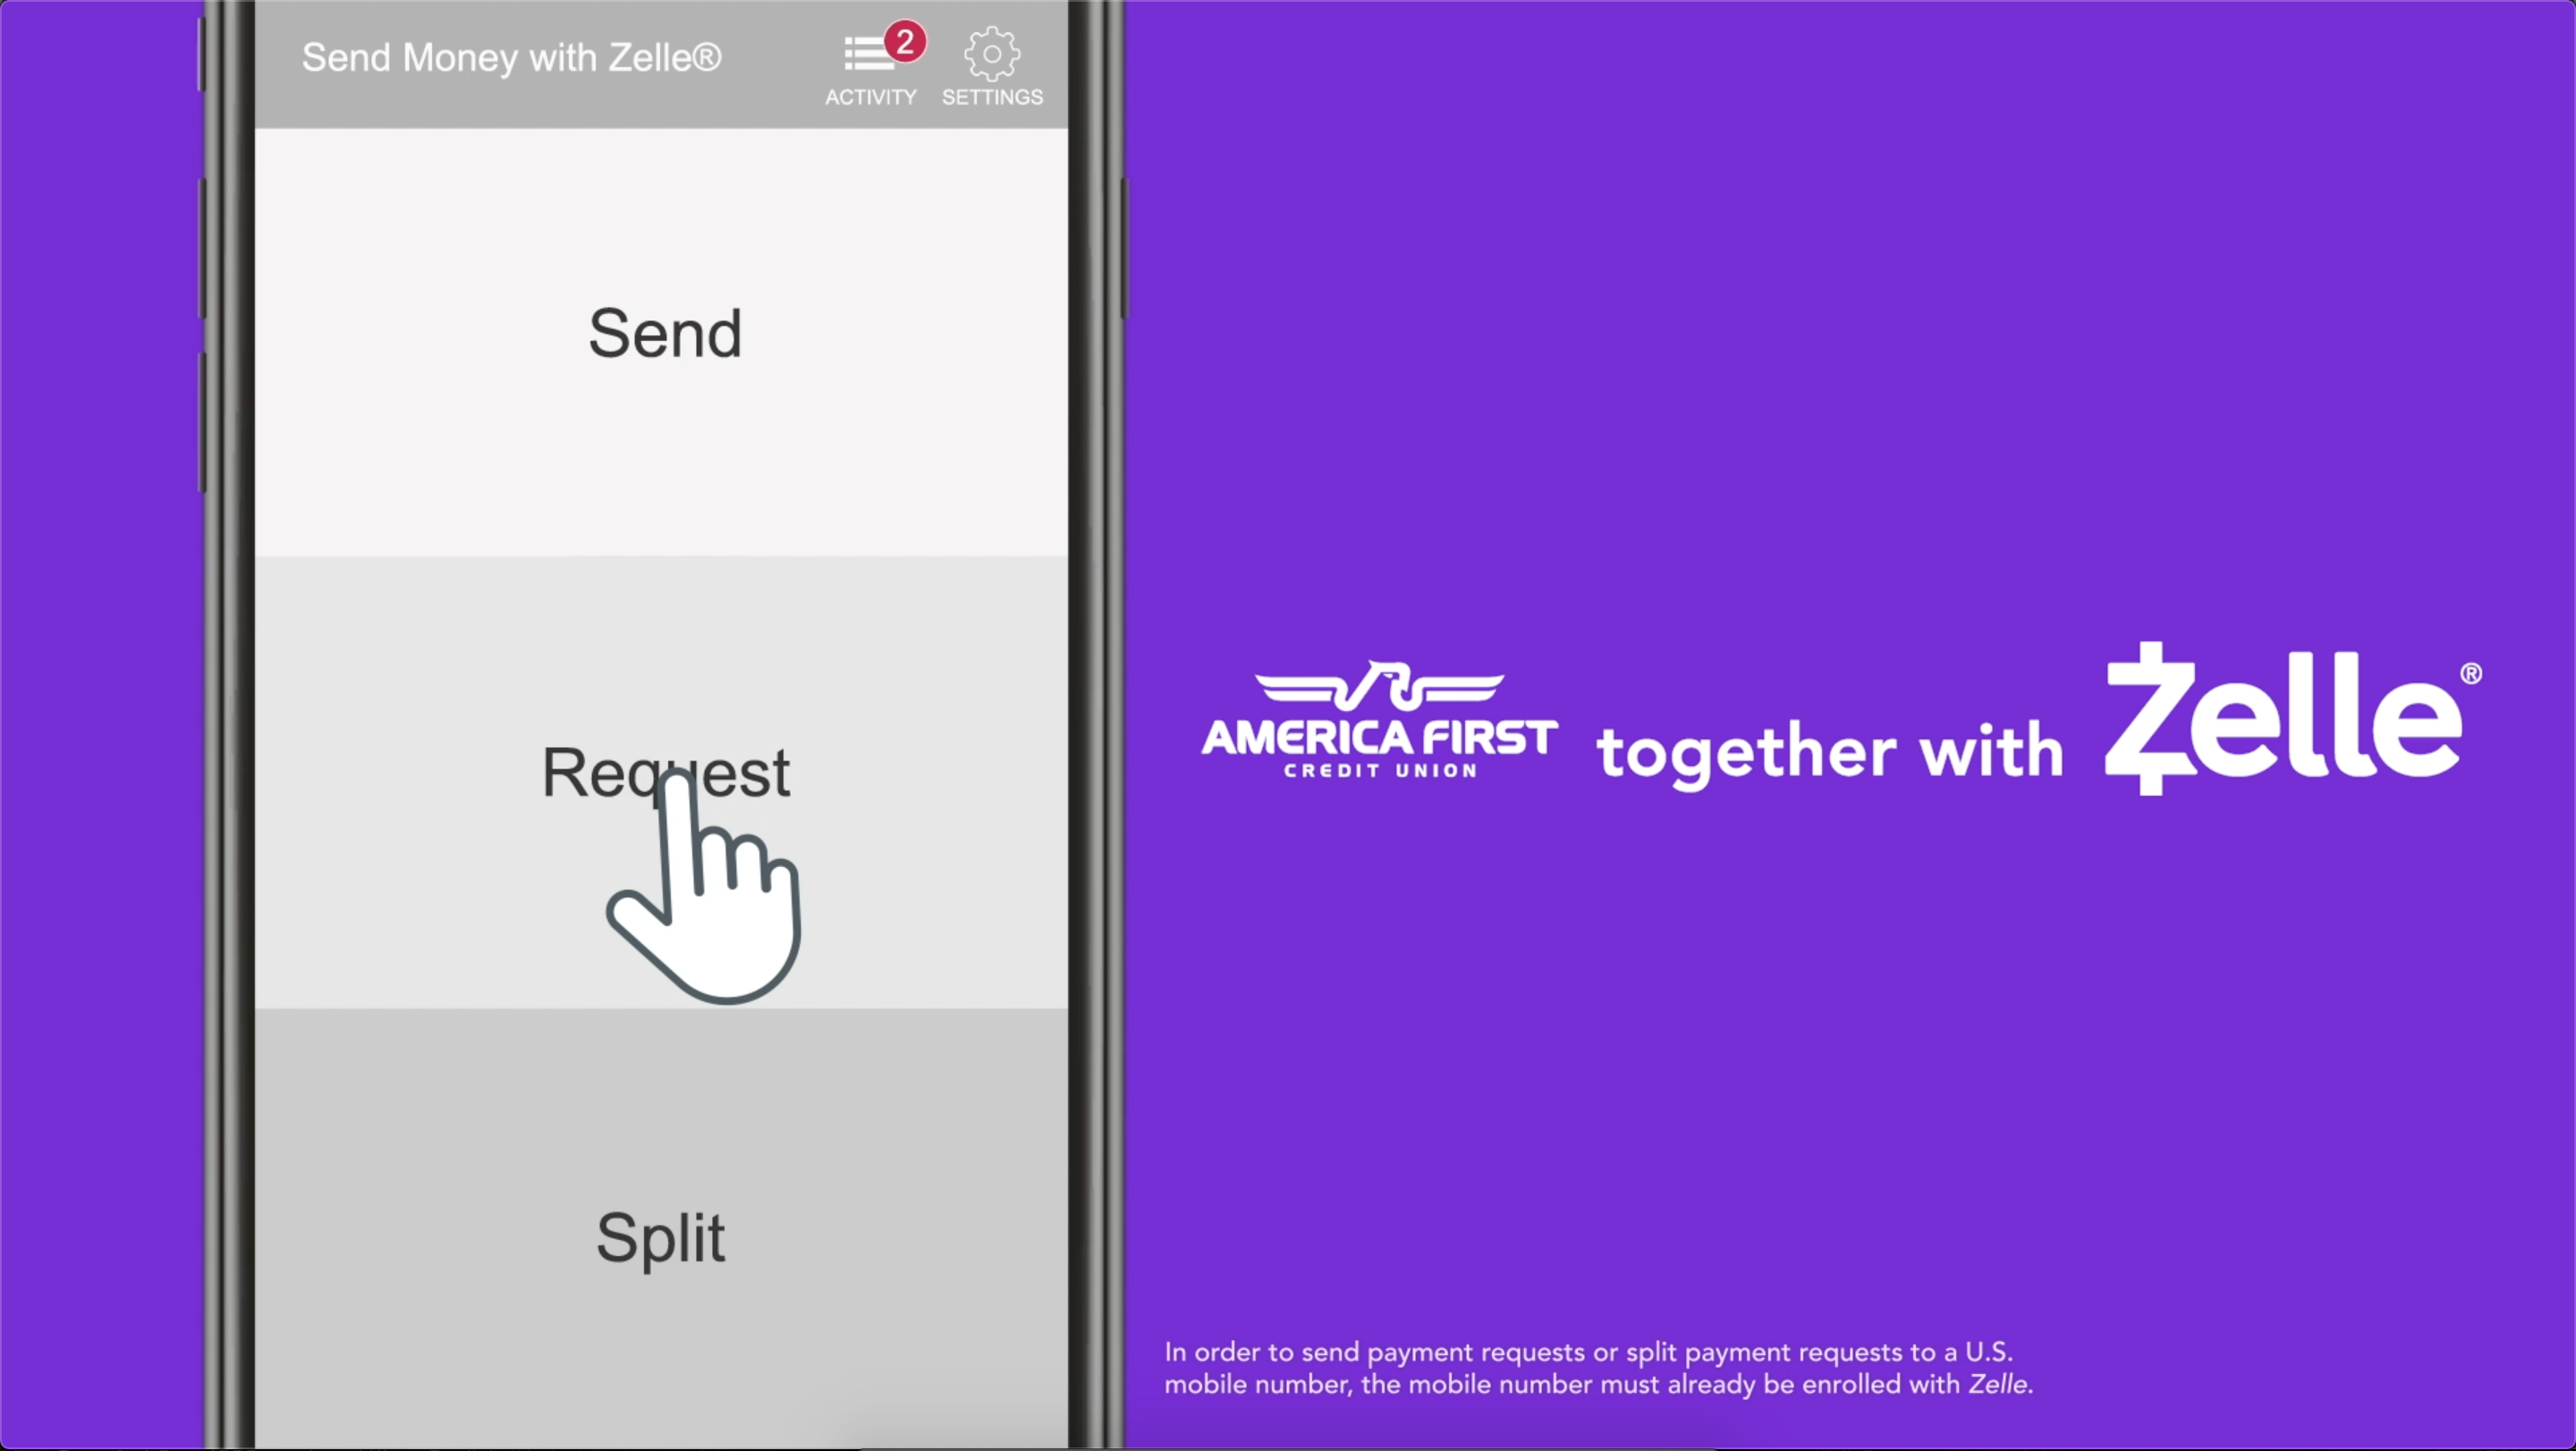 Send Money with Zelle®
2
ACTIVITY SETTINGS
Send
Request
Split
AMERICA FIRST
CREDIT UNION
together with
Zelle®
In order to send payment requests or split payment requests to a U.S.
mobile number, the mobile number must already be enrolled with Zelle.